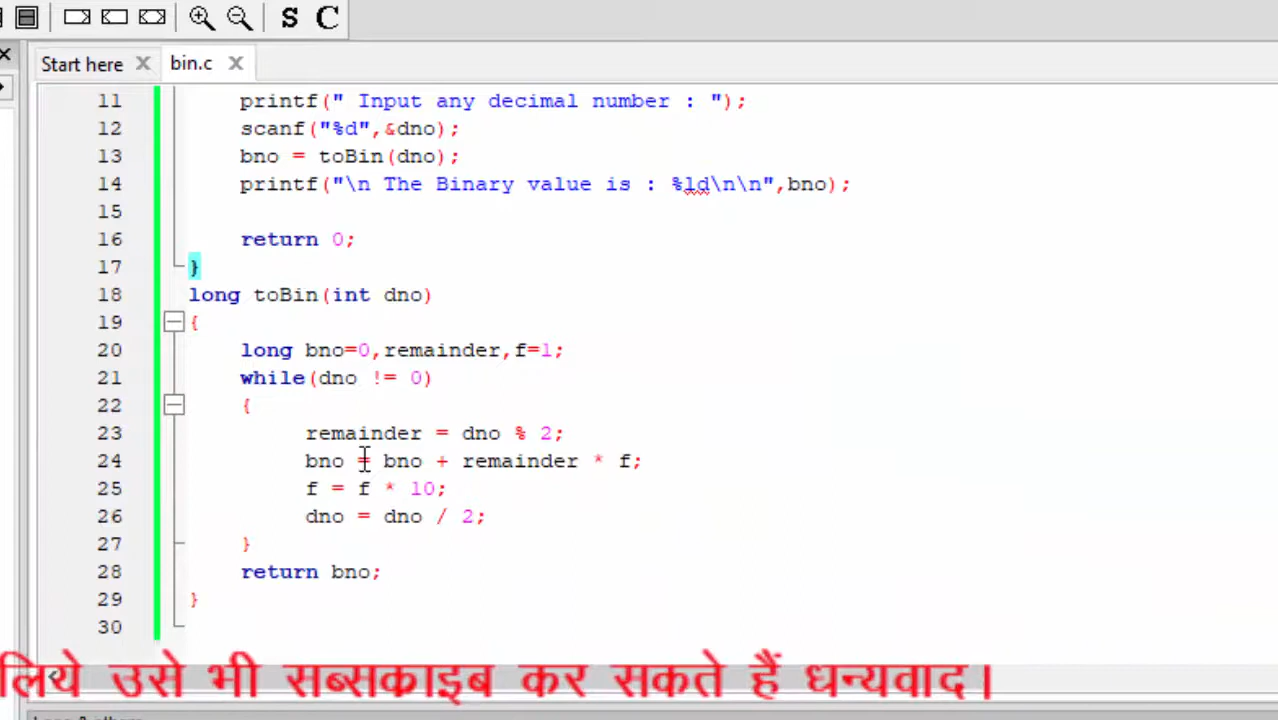 S C
Start here bin.c
11 printf(" Input any decimal number : ");
12 scanf("%d",&dno);
13 bno = toBin(dno);
14 printf("\n The Binary value is : %ld\n\n",bno);
15
16 return 0;
17 }
18 long toBin(int dno)
19 {
20 long bno=0,remainder,f=1;
21 while(dno != 0)
22 {
23 remainder = dno % 2;
24 bno = bno + remainder * f;
25 f = f * 10;
26 dno = dno / 2;
27 }
28 return bno;
29 }
30
लिये उसे भी सब्सक्राइब कर सकते हैं धन्यवाद।